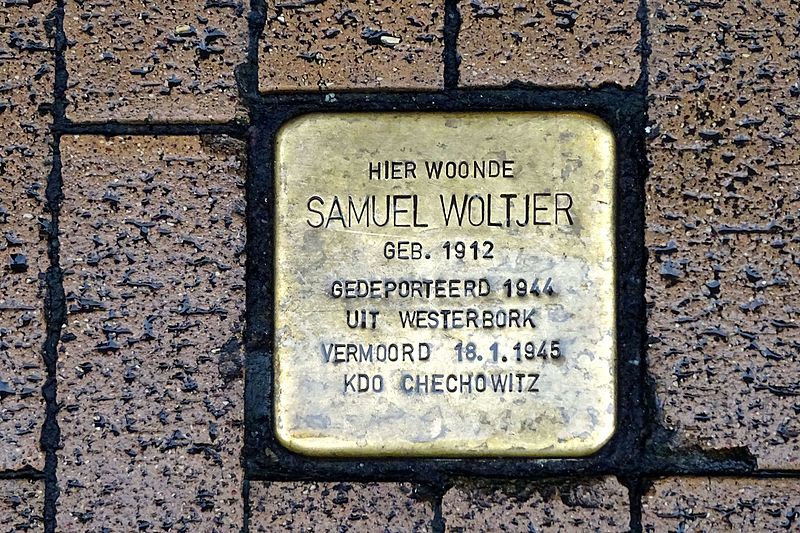 HIER WOONDE
SAMUEL WOLTJER
GEB. 1912
GEDEPORTEERD 1944
UIT WESTERBORK
VERMOORD 18.1.1945
KDO CHECHOWITZ